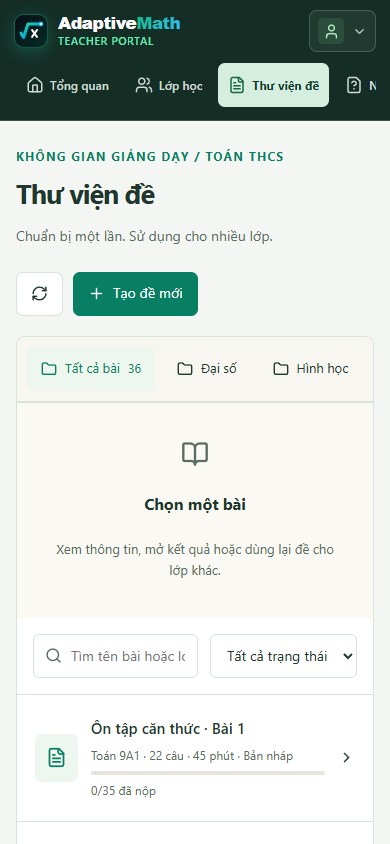 AdaptiveMath
TEACHER PORTAL
Tổng quan
Lớp học
Thư viện đề
KHÔNG GIAN GIẢNG DẠY / TOÁN THCS
Thư viện đề
Chuẩn bị một lần. Sử dụng cho nhiều lớp.
Tạo đề mới
Tất cả bài 36
Đại số
Hình học
Chọn một bài
Xem thông tin, mở kết quả hoặc dùng lại đề cho
lớp khác.
Tìm tên bài hoặc
Tất cả trạng thái
Ôn tập căn thức · Bài 1
Toán 9A1 · 22 câu · 45 phút · Bản nháp
0/35 đã nộp